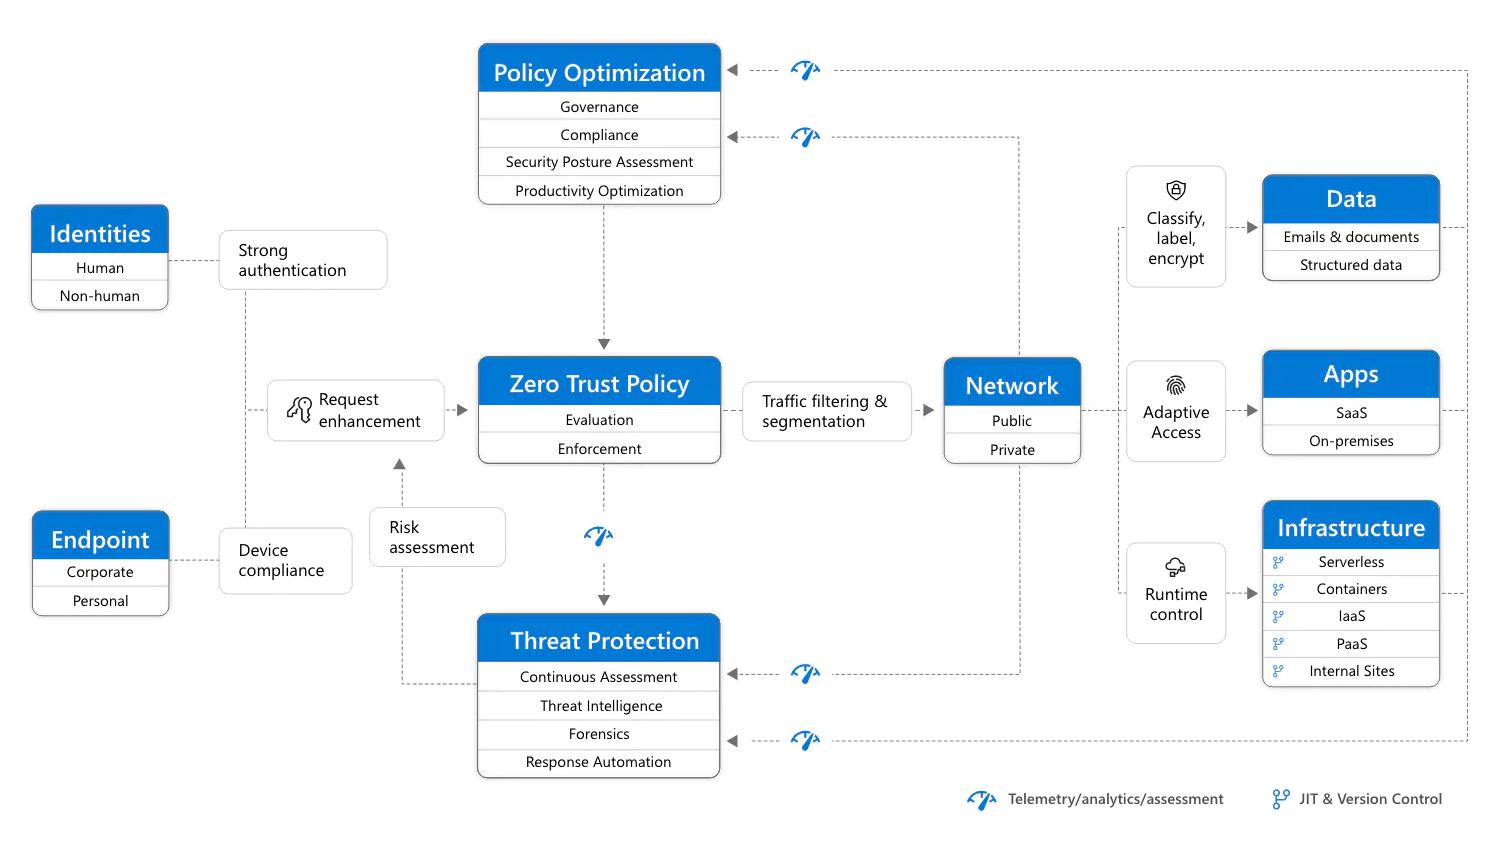 Policy Optimization
Governance
Compliance
Security Posture Assessment
Productivity Optimization
Identities
Human
Non-human
Strong
authentication
Request
enhancement
Endpoint
Corporate
Personal
Device
compliance
Risk
assessment
Zero Trust Policy
Evaluation
Enforcement
Threat Protection
Continuous Assessment
Threat Intelligence
Forensics
Response Automation
Traffic filtering &
segmentation
Network
Public
Private
Classify,
label,
encrypt
Data
Emails & documents
Structured data
Adaptive
Access
Apps
SaaS
On-premises
Runtime
control
Infrastructure
Serverless
Containers
IaaS
PaaS
Internal Sites
Telemetry/analytics/assessment
JIT & Version Control